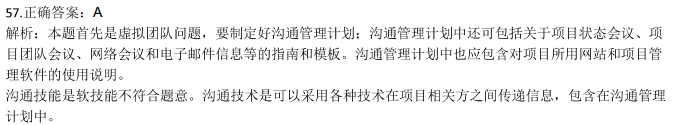 57.正确答案：A
解析：本题首先是虚拟团队问题，要制定好沟通管理计划；沟通管理计划中还可包括关于项目状态会议、项
目团队会议、网络会议和电子邮件信息等的指南和模板。沟通管理计划中也应包含对项目所用网站和项目管
理软件的使用说明。
沟通技能是软技能不符合题意。沟通技术是可以采用各种技术在项目相关方之间传递信息，包含在沟通管理
计划中。